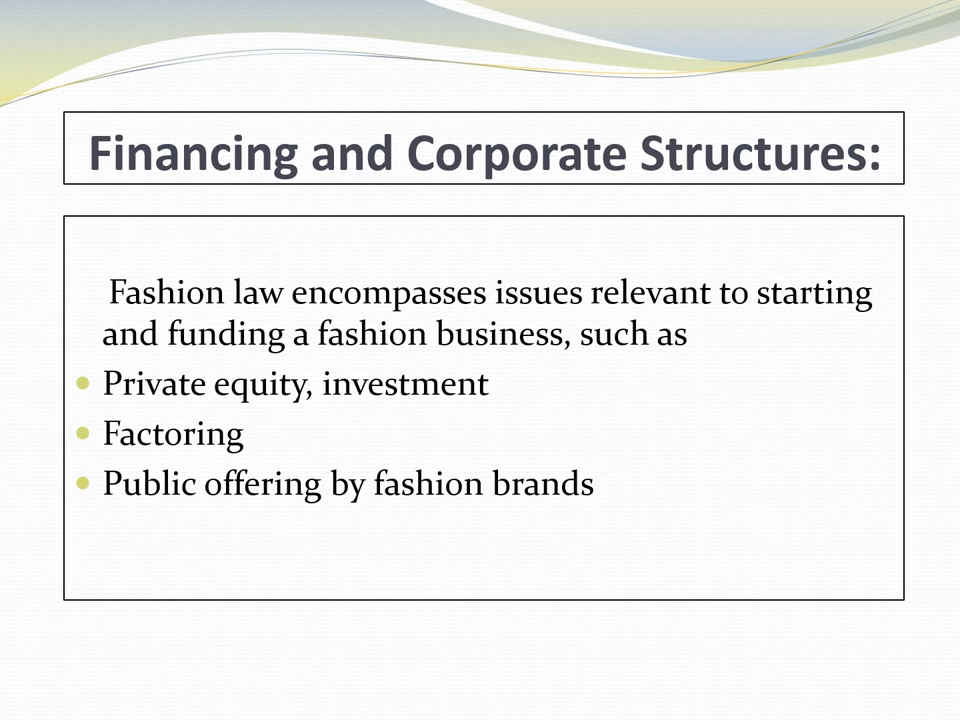 Financing and Corporate Structures:
Fashion law encompasses issues relevant to starting
and funding a fashion business, such as
Private equity, investment
Factoring
Public offering by fashion brands